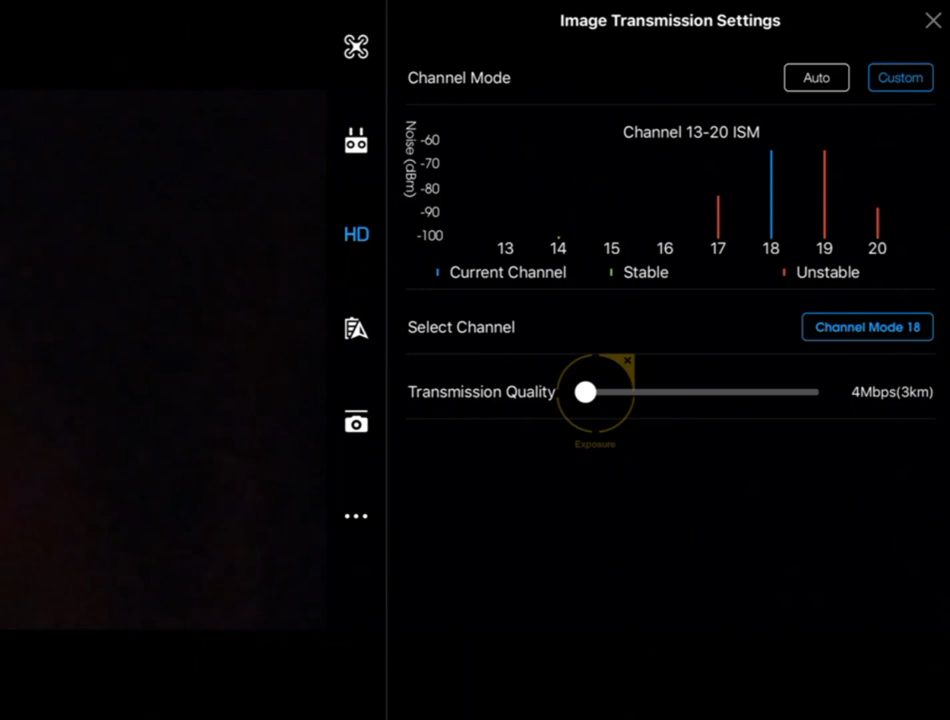 Image Transmission Settings
Channel Mode
Auto
Custom
Channel 13-20 ISM
Noise (dBm)
-60
-70
-80
-90
-100
13 14 15 16 17 18 19 20
Current Channel
Stable
Unstable
HD
Select Channel
Channel Mode 18
Transmission Quality
4Mbps(3km)
Exposure